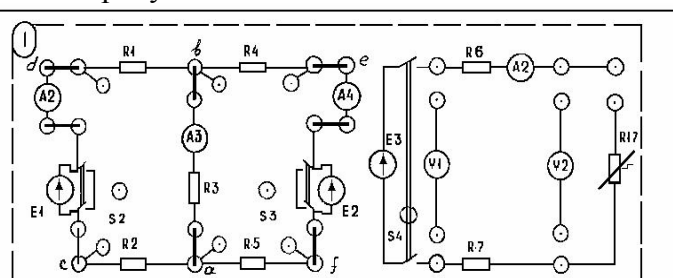 1
d R1 b R4 e R6 A2
A2 A4
A3 E3 V1 V2 R17
E1 S2 R3 S3 E2 S4
c R2 a R5 f R7